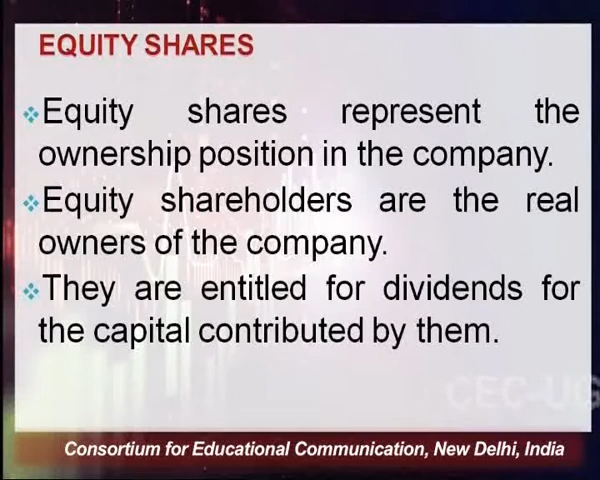 EQUITY SHARES
Equity shares represent the
ownership position in the company.
Equity shareholders are the real
owners of the company.
They are entitled for dividends for
the capital contributed by them.
CEC-UG
Consortium for Educational Communication, New Delhi, India